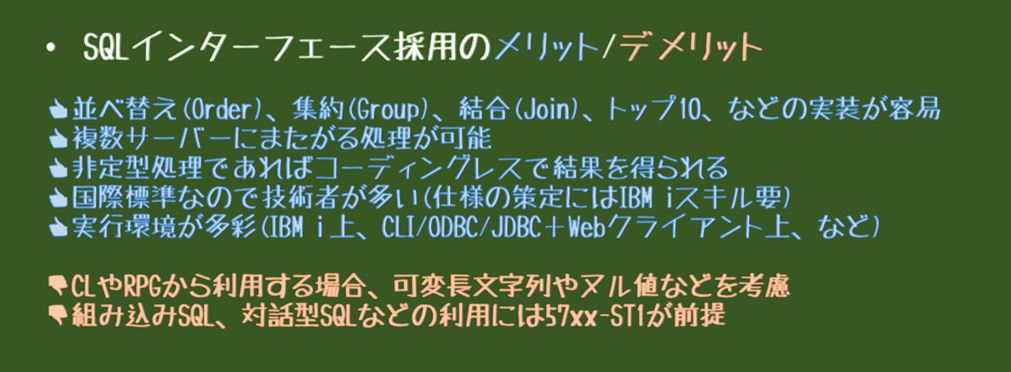 • SQLインターフェース採用のメリット/デメリット
👍並べ替え(Order)、集約(Group)、結合(Join)、トップ10、などの実装が容易
👍複数サーバーにまたがる処理が可能
👍非定型処理であればコーディングレスで結果を得られる
👍国際標準なので技術者が多い(仕様の策定にはIBM iスキル要)
👍実行環境が多彩(IBM i上、CLI/ODBC/JDBC+Webクライアント上、など)
👎CLやRPGから利用する場合、可変長文字列やヌル値などを考慮
👎組み込みSQL、対話型SQLなどの利用には57xx-ST1が前提